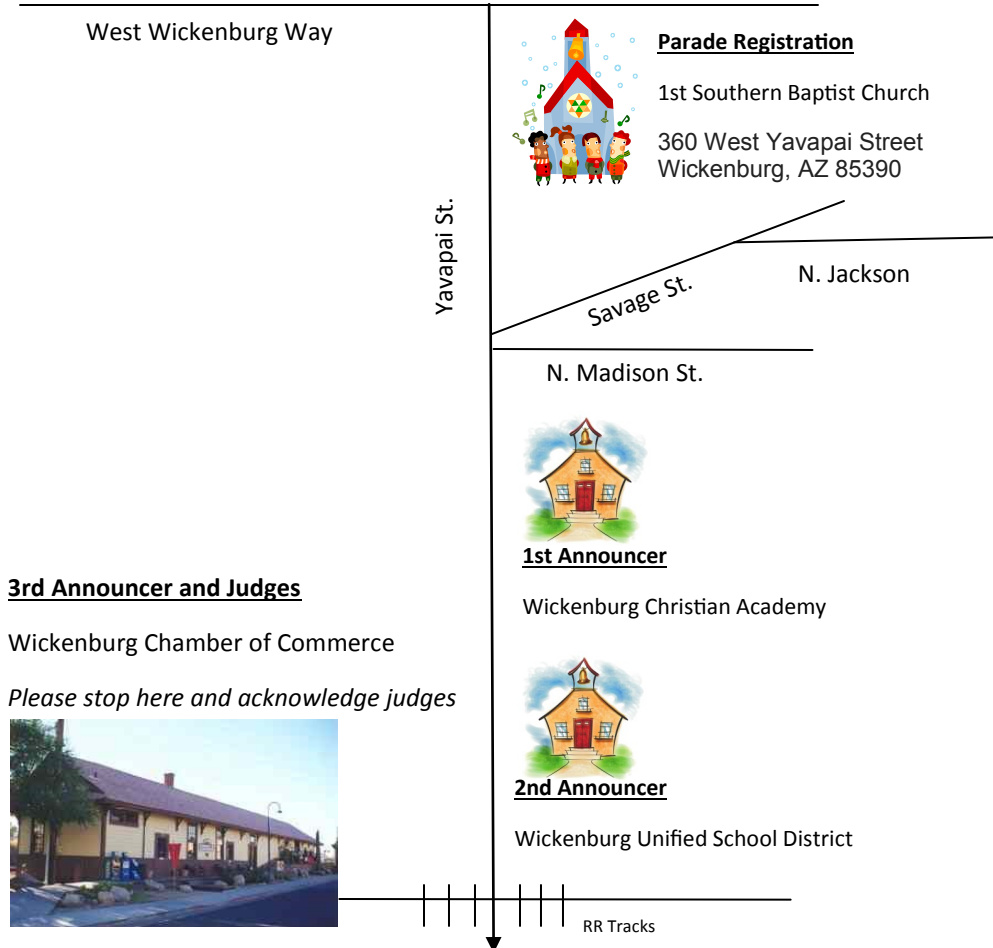 West Wickenburg Way
Parade Registration
1st Southern Baptist Church
360 West Yavapai Street
Wickenburg, AZ 85390
Yavapai St.
Savage St.
N. Jackson
N. Madison St.
1st Announcer
Wickenburg Christian Academy
3rd Announcer and Judges
Wickenburg Chamber of Commerce
Please stop here and acknowledge judges
2nd Announcer
Wickenburg Unified School District
RR Tracks